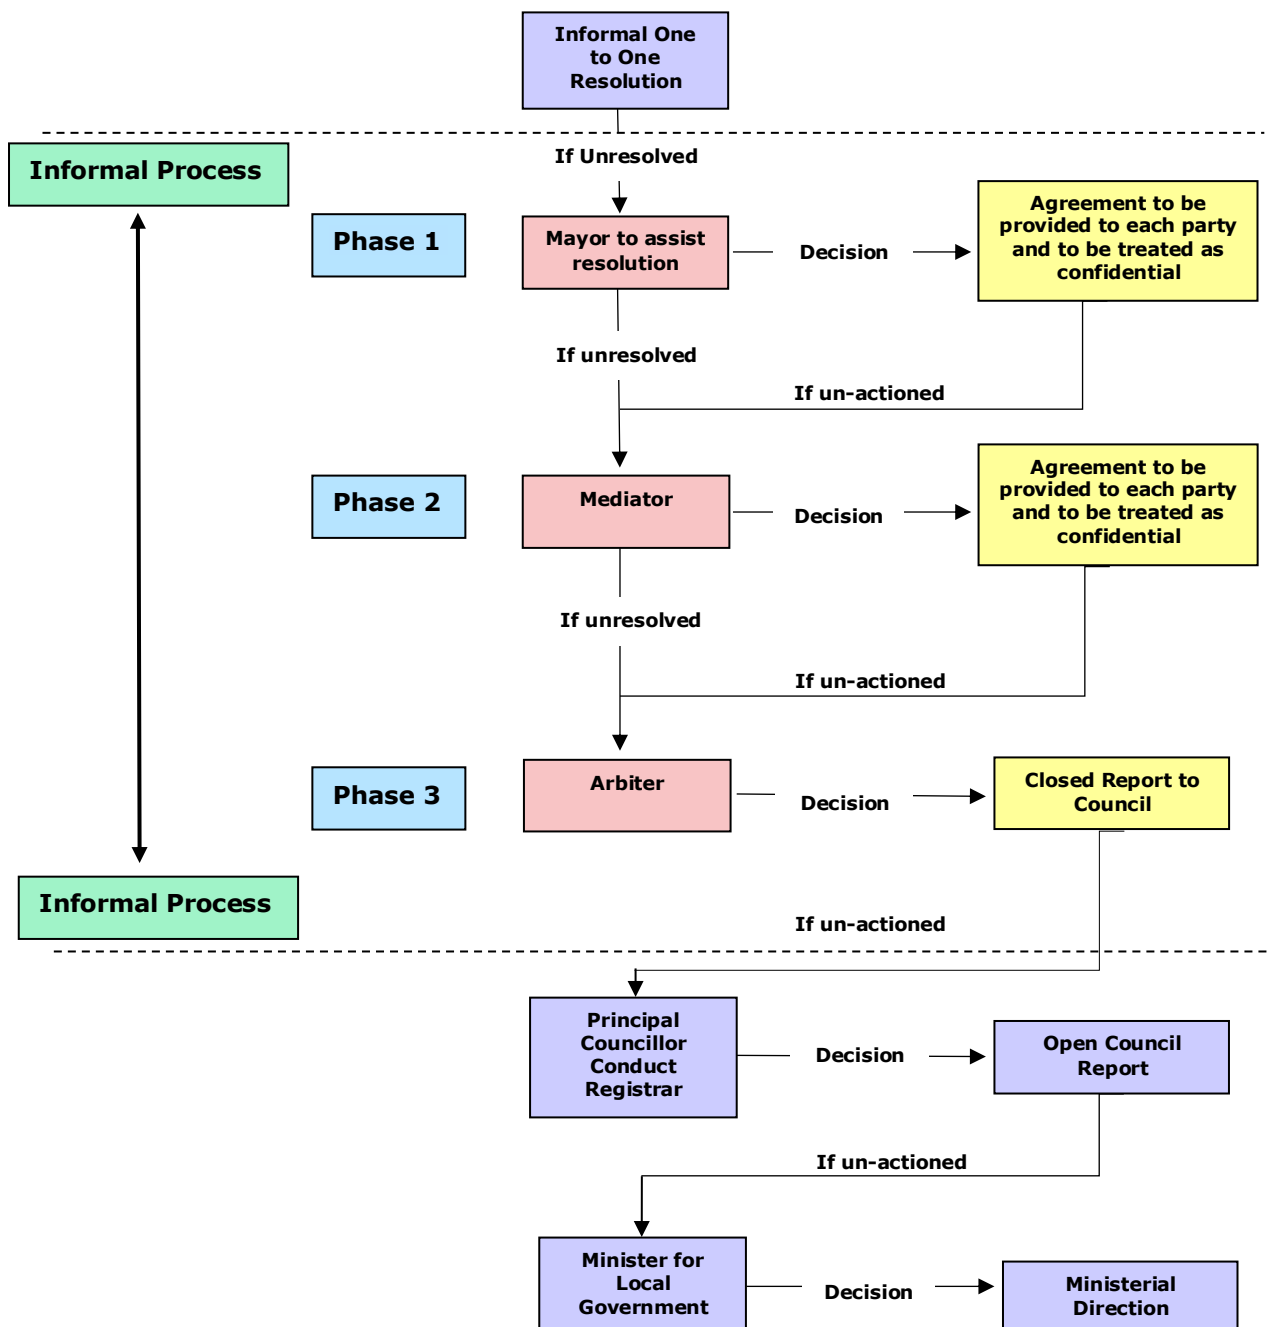 Informal One
to One
Resolution
If Unresolved
Informal Process
Phase 1
Mayor to assist
resolution
Decision
Agreement to be
provided to each party
and to be treated as
confidential
If unresolved
If un-actioned
Phase 2
Mediator
Decision
Agreement to be
provided to each party
and to be treated as
confidential
If unresolved
If un-actioned
Phase 3
Arbiter
Decision
Closed Report to
Council
Informal Process
If un-actioned
Principal
Councillor
Conduct
Registrar
Decision
Open Council
Report
If un-actioned
Minister for
Local
Government
Decision
Ministerial
Direction